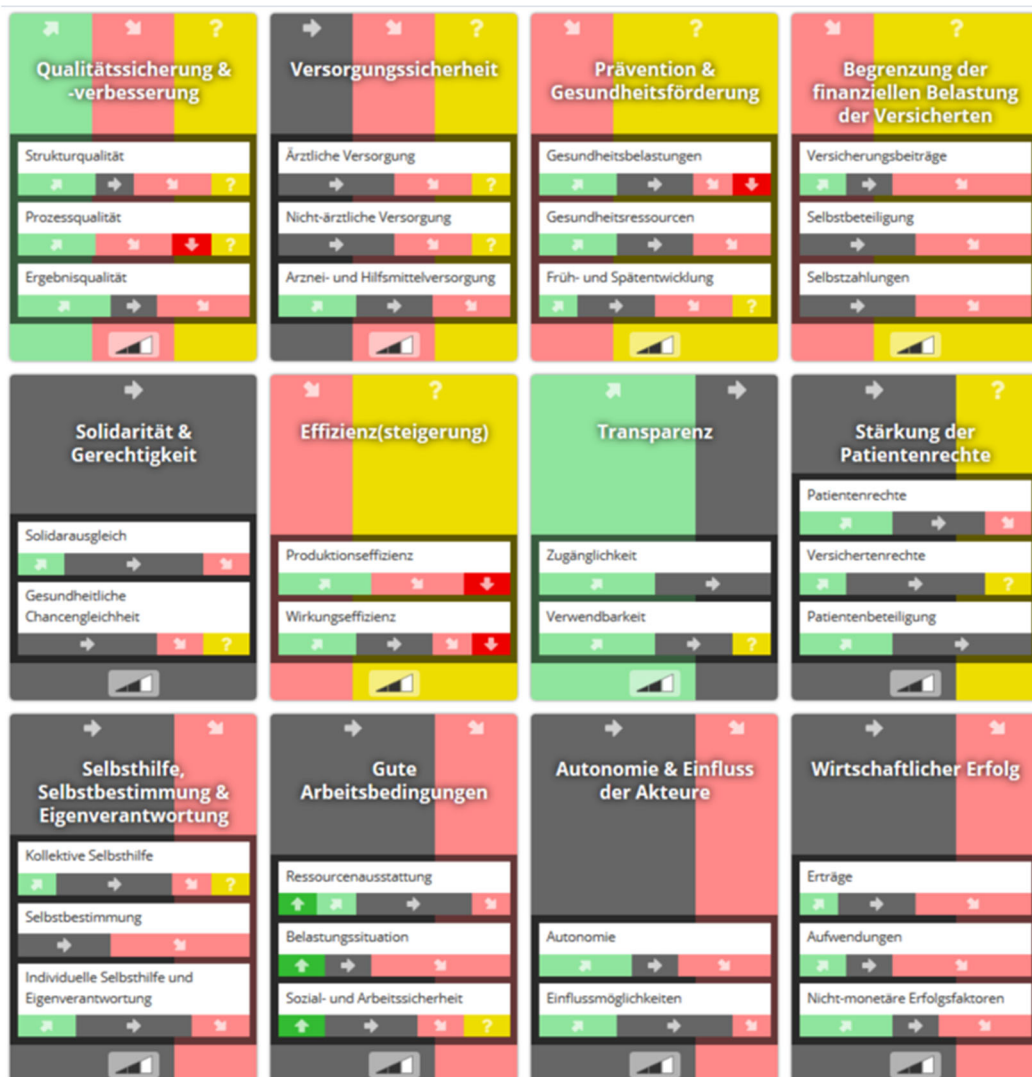 ?
Qualitätssicherung &
-verbesserung
Strukturqualität
?
Prozessqualität
?
Ergebnisqualität
?
Versorgungssicherheit
Ärztliche Versorgung
?
Nicht-ärztliche Versorgung
?
Arznei- und Hilfsmittelversorgung
?
Prävention &
Gesundheitsförderung
Gesundheitsbelastungen
Gesundheitsressourcen
Früh- und Spätentwicklung
?
?
Begrenzung der
finanziellen Belastung
der Versicherten
Versicherungsbeiträge
Selbstbeteiligung
Selbstzahlungen
Solidarität &
Gerechtigkeit
Solidarausgleich
Gesundheitliche
Chancengleichheit
?
?
Effizienz(steigerung)
Produktionseffizienz
Wirkungseffizienz
Transparenz
Zugänglichkeit
Verwendbarkeit
?
?
Stärkung der
Patientenrechte
Patientenrechte
Versichertenrechte
?
Patientenbeteiligung
Selbsthilfe,
Selbstbestimmung &
Eigenverantwortung
Kollektive Selbsthilfe
?
Selbstbestimmung
Individuelle Selbsthilfe und
Eigenverantwortung
Gute
Arbeitsbedingungen
Ressourcenausstattung
Belastungssituation
Sozial- und Arbeitssicherheit
?
Autonomie & Einfluss
der Akteure
Autonomie
Einflussmöglichkeiten
Wirtschaftlicher Erfolg
Erträge
Aufwendungen
Nicht-monetäre Erfolgsfaktoren